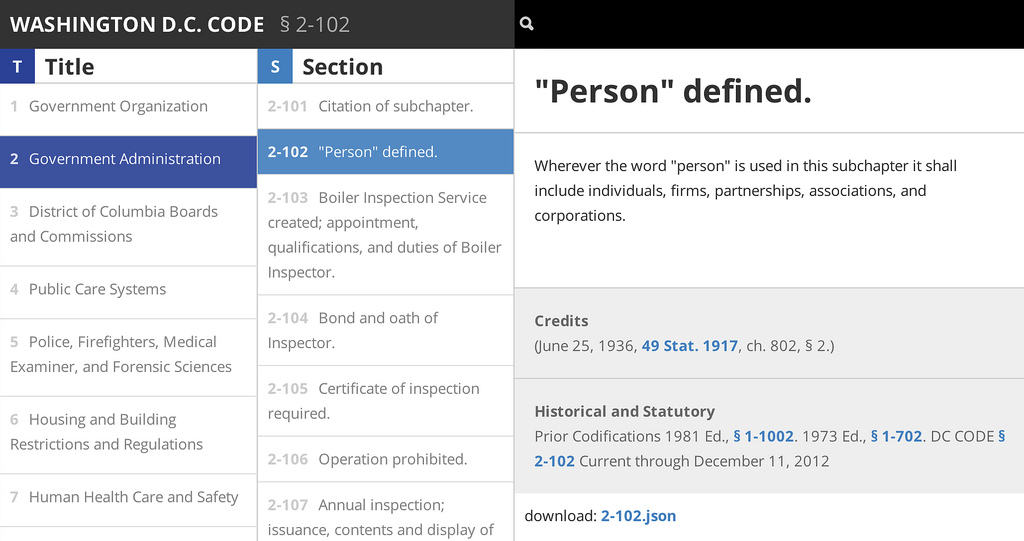 WASHINGTON D.C. CODE § 2-102
T Title
1 Government Organization
2 Government Administration
3 District of Columbia Boards
and Commissions
4 Public Care Systems
5 Police, Firefighters, Medical
Examiner, and Forensic Sciences
6 Housing and Building
Restrictions and Regulations
7 Human Health Care and Safety
S Section
2-101 Citation of subchapter.
2-102 "Person" defined.
2-103 Boiler Inspection Service
created; appointment,
qualifications, and duties of Boiler
Inspector.
2-104 Bond and oath of
Inspector.
2-105 Certificate of inspection
required.
2-106 Operation prohibited.
2-107 Annual inspection;
issuance, contents and display of
"Person" defined.
Wherever the word "person" is used in this subchapter it shall
include individuals, firms, partnerships, associations, and
corporations.
Credits
(June 25, 1936, 49 Stat. 1917, ch. 802, § 2.)
Historical and Statutory
Prior Codifications 1981 Ed., § 1-1002. 1973 Ed., § 1-702. DC CODE §
2-102 Current through December 11, 2012
download: 2-102.json